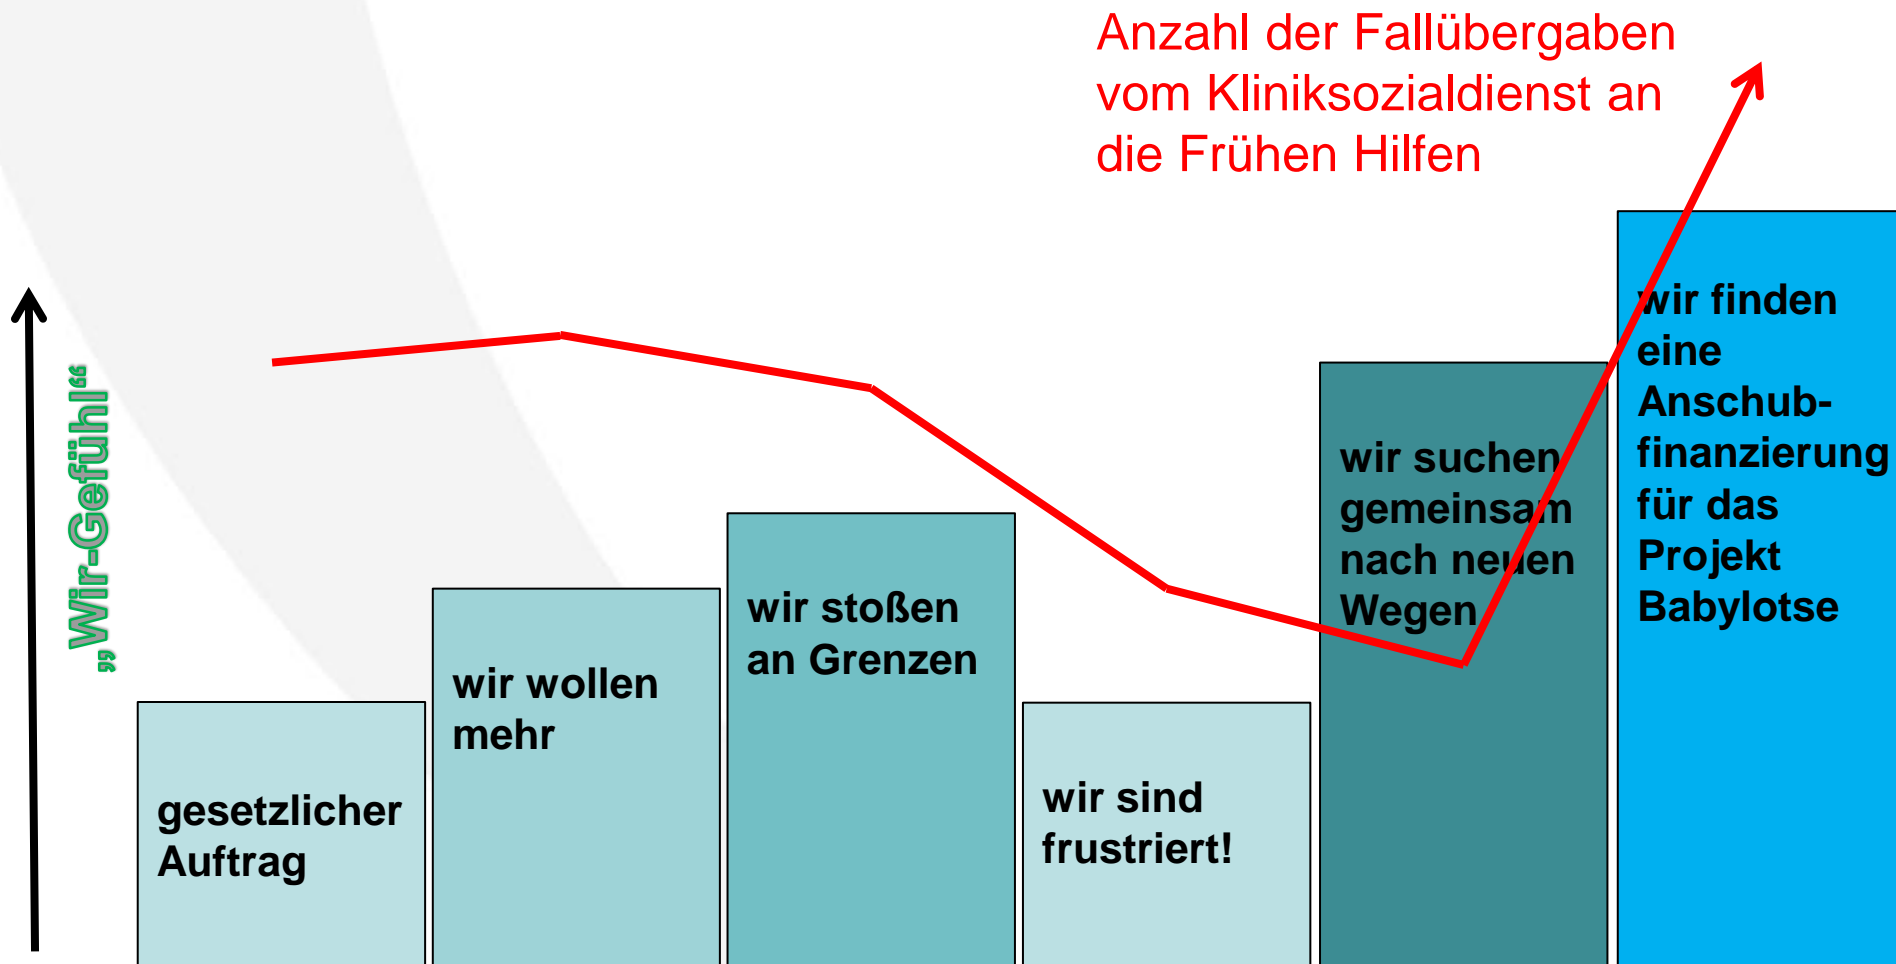 Anzahl der Fallübergaben
vom Kliniksozialdienst an
die Frühen Hilfen
„Wir-Gefühl“
gesetzlicher
Auftrag
wir wollen
mehr
wir stoßen
an Grenzen
wir sind
frustriert!
wir suchen
gemeinsam
nach neuen
Wegen
wir finden
eine
Anschub-
finanzierung
für das
Projekt
Babylotse